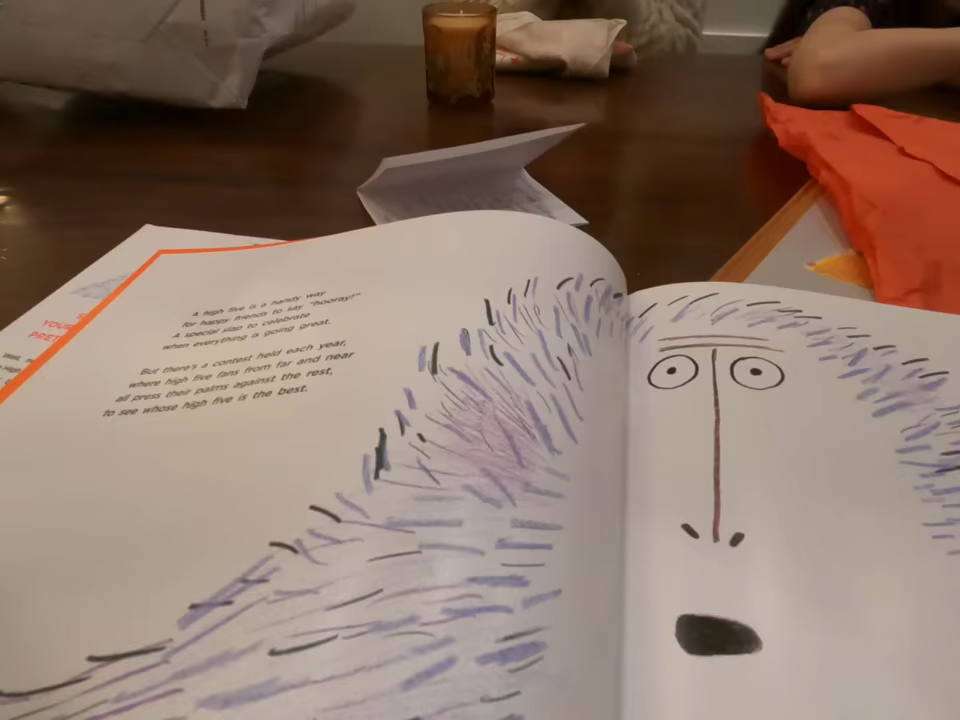 A high five is a handy way
for happy friends to say "hooray!"
A special slap to celebrate
when everything is going great.
But there's a contest held each year,
where high five fans from far and near
all press their palms against the rest,
to see whose high five is the best.
YOUR